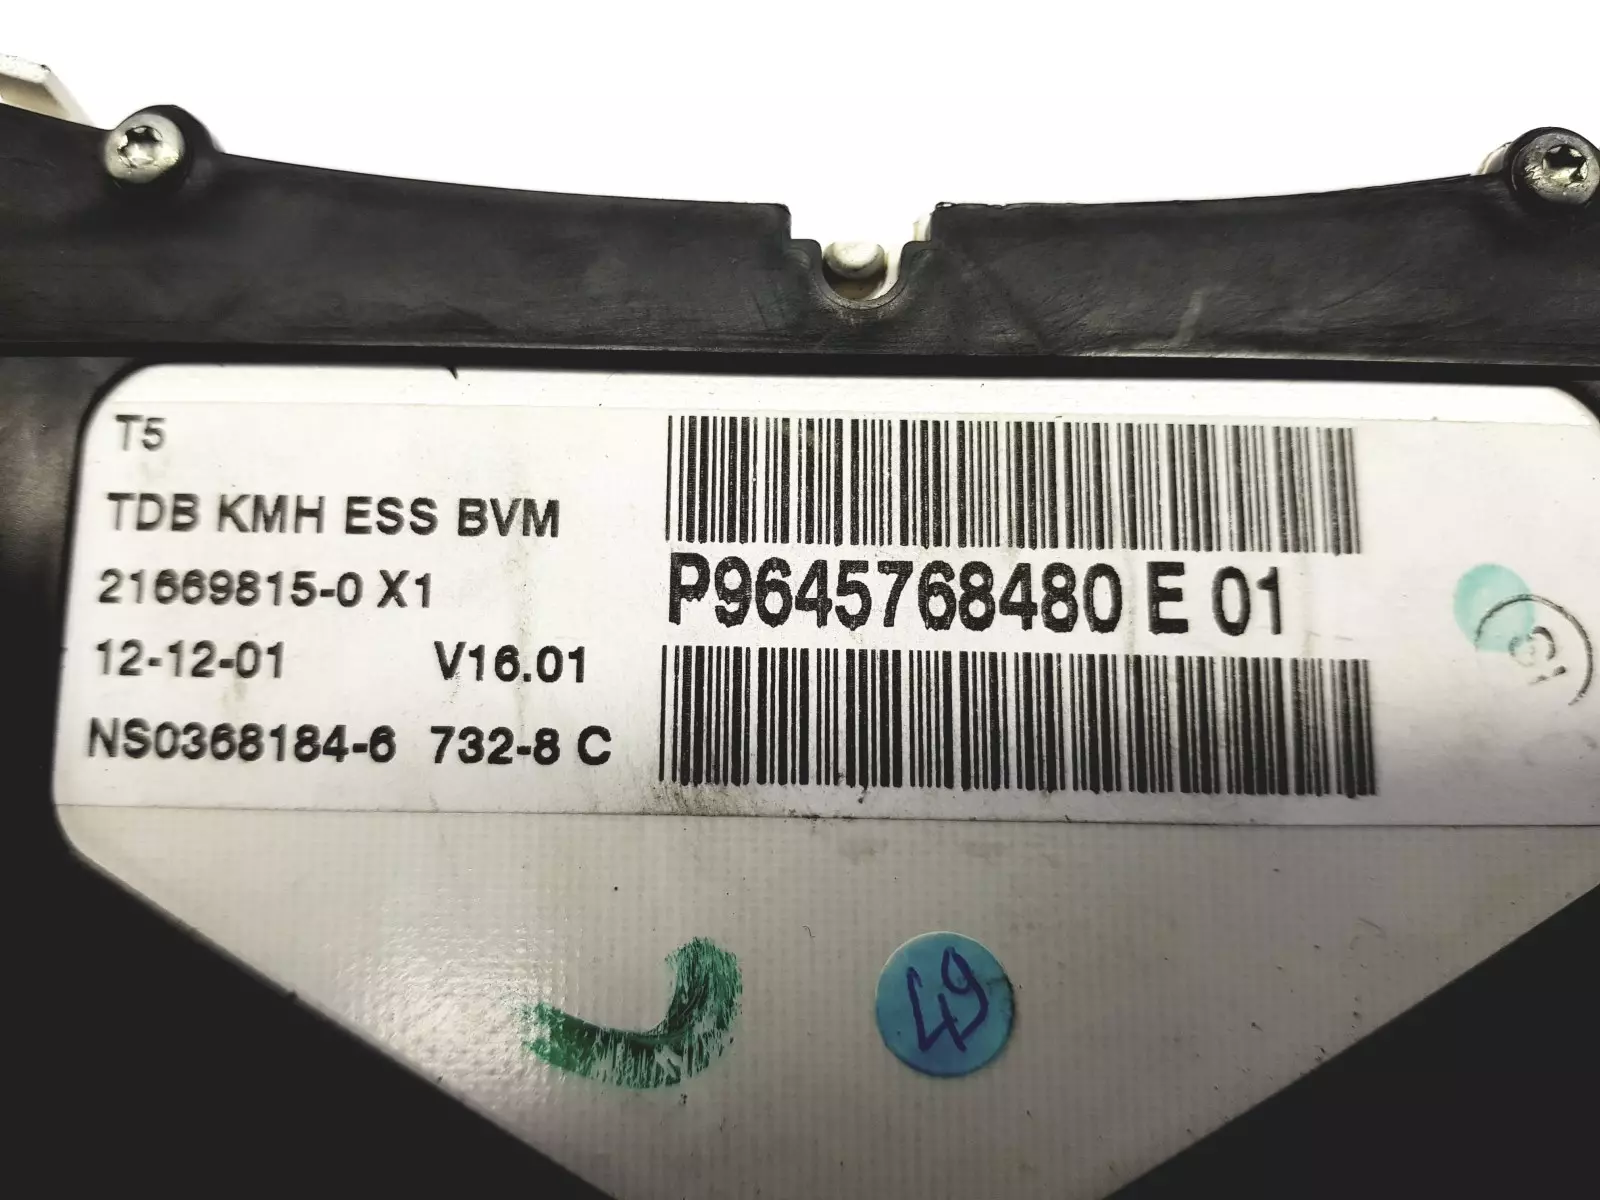 T5
TDB KMH ESS BVM
21669815-0 X1
12-12-01 V16.01
NS0368184-6 732-8 C
P9645768480 E 01
49